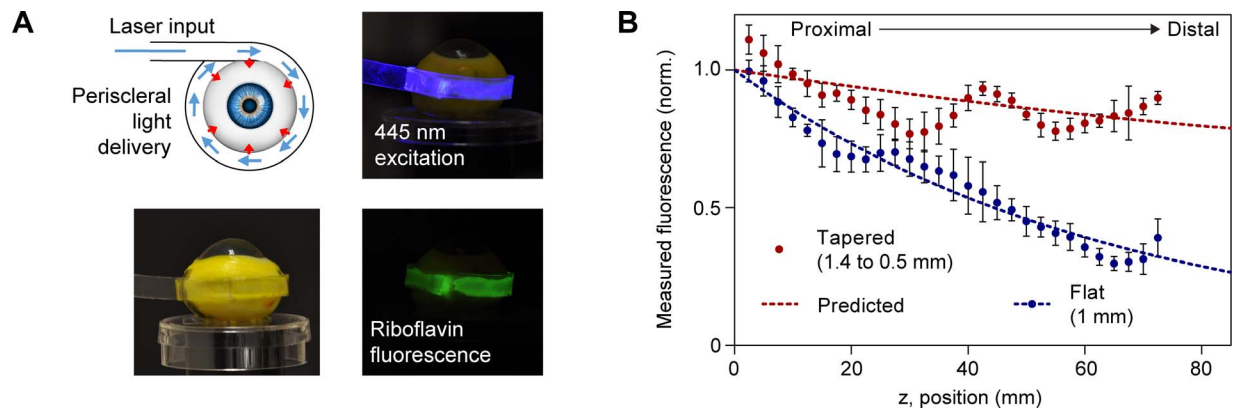 A
Laser input
Periscleral
light
delivery
445 nm
excitation
Riboflavin
fluorescence
B
Measured fluorescence (norm.)
1.0
0.5
0
Proximal
Distal
Tapered
(1.4 to 0.5 mm)
Predicted
Flat
(1 mm)
0
20
40
60
80
z, position (mm)